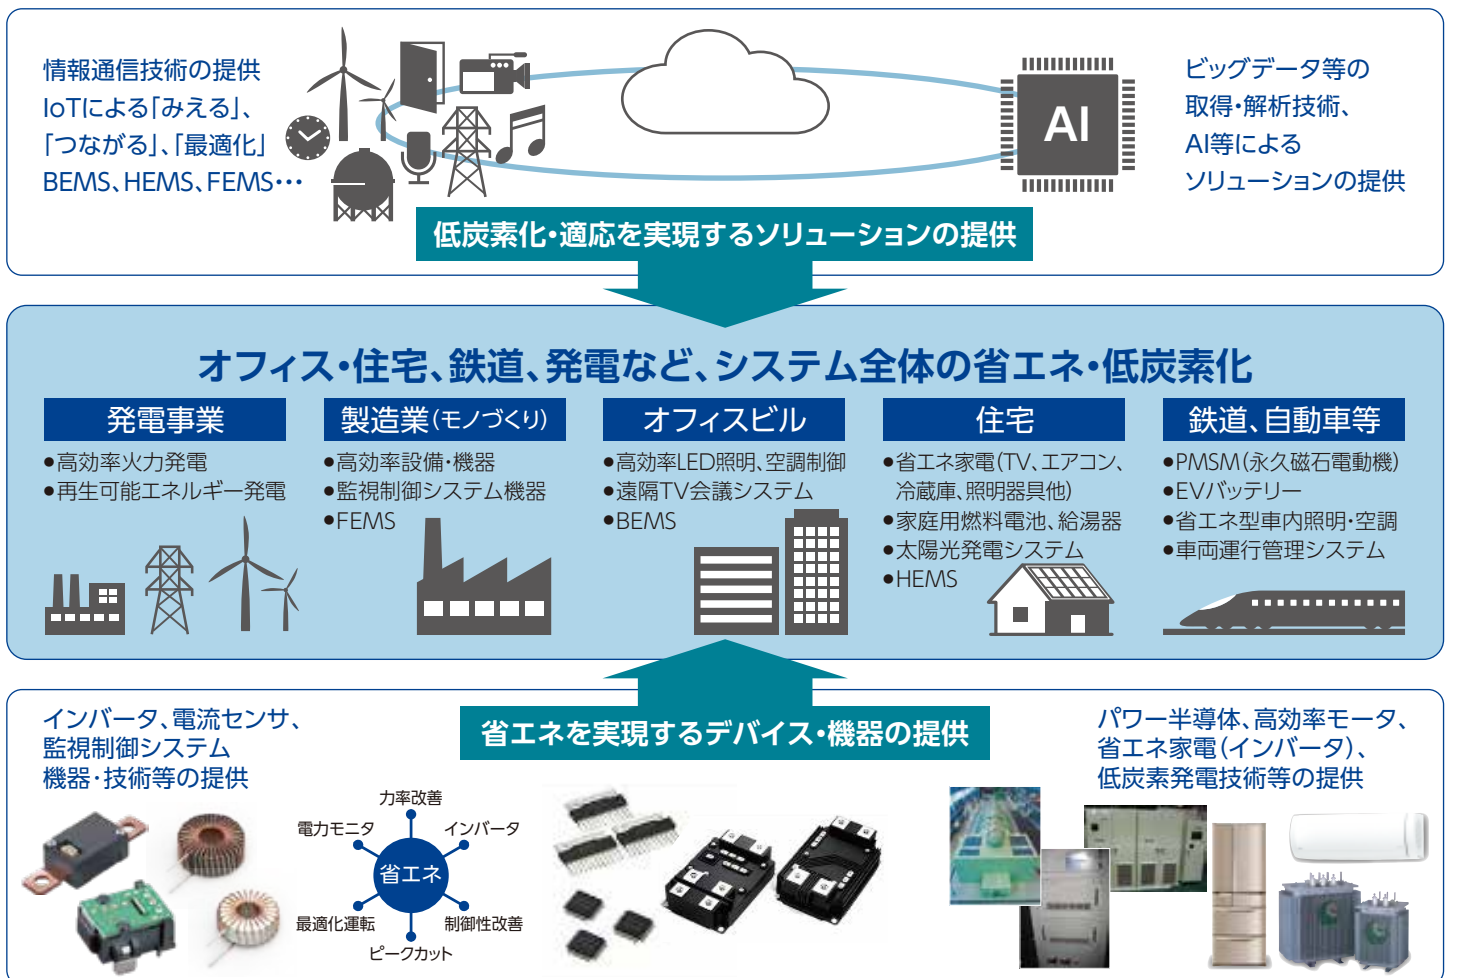 情報通信技術の提供
IoTによる「みえる」、
「つながる」、「最適化」
BEMS、HEMS、FEMS・・・
AI
ビッグデータ等の
取得・解析技術、
AI等による
ソリューションの提供
低炭素化・適応を実現するソリューションの提供
オフィス・住宅、鉄道、発電など、システム全体の省エネ・低炭素化
発電事業
●高効率火力発電
●再生可能エネルギー発電
製造業(モノづくり)
●高効率設備・機器
●監視制御システム機器
●FEMS
オフィスビル
●高効率LED照明、空調制御
●遠隔TV会議システム
●BEMS
住宅
●省エネ家電(TV、エアコン、
冷蔵庫、照明器具他)
●家庭用燃料電池、給湯器
●太陽光発電システム
●HEMS
鉄道、自動車等
●PMSM(永久磁石電動機)
●EVバッテリー
●省エネ型車内照明・空調
●車両運行管理システム
省エネを実現するデバイス・機器の提供
インバータ、電流センサ、
監視制御システム
機器・技術等の提供
力率改善
電力モニタ
インバータ
省エネ
最適化運転
制御性改善
ピークカット
パワー半導体、高効率モータ、
省エネ家電(インバータ)、
低炭素発電技術等の提供